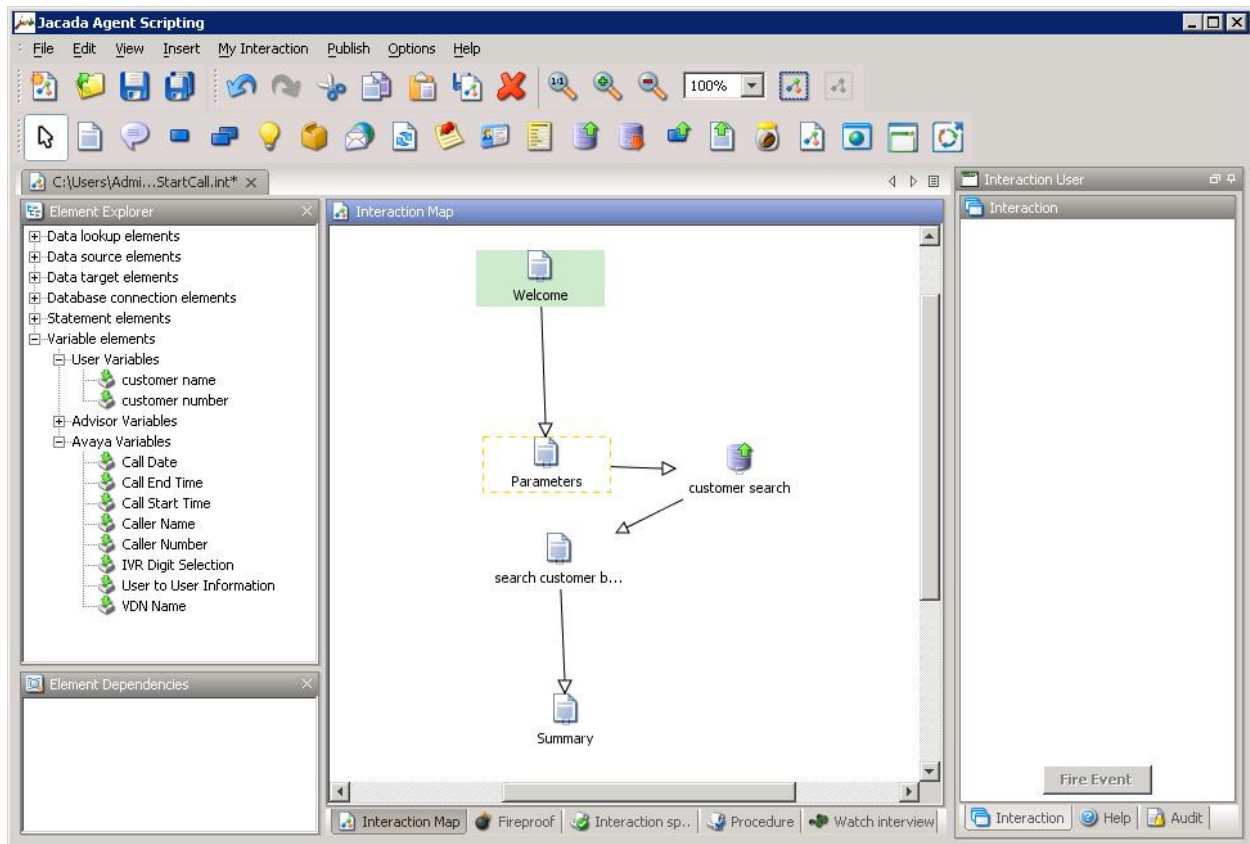 Jacada Agent Scripting
File Edit View Insert My Interaction Publish Options Help
1:1 100%
C:\Users\Admi...StartCall.int*
Interaction User
Element Explorer
Interaction Map
Interaction
Data lookup elements
Data source elements
Data target elements
Database connection elements
Statement elements
Variable elements
User Variables
customer name
customer number
Advisor Variables
Avaya Variables
Call Date
Call End Time
Call Start Time
Caller Name
Caller Number
IVR Digit Selection
User to User Information
VDN Name
Welcome
Parameters
customer search
search customer b...
Summary
Element Dependencies
Fire Event
Interaction Map Fireproof Interaction sp.. Procedure Watch interview
Interaction Help Audit